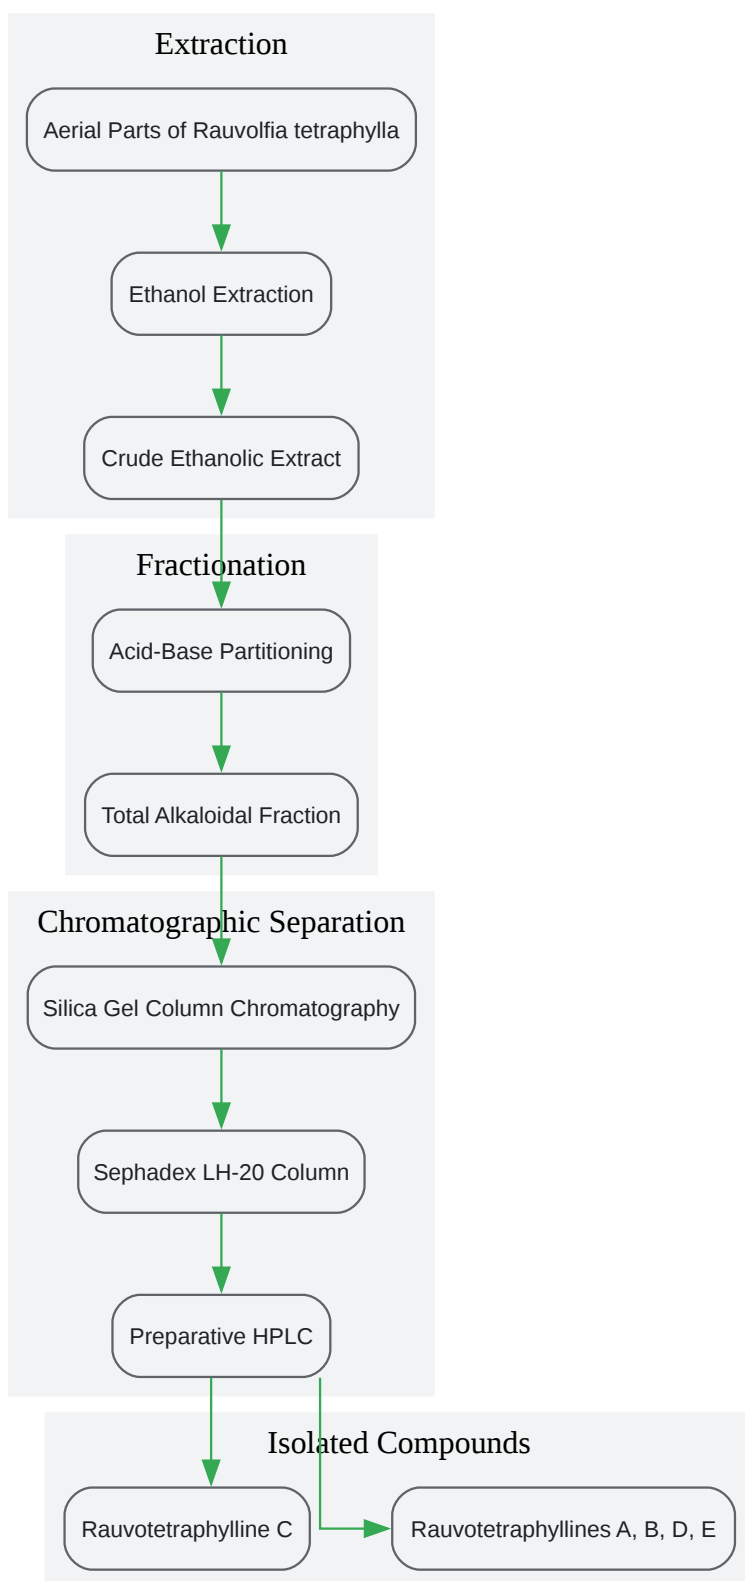 Extraction
Aerial Parts of Rauvolfia tetraphylla
Ethanol Extraction
Crude Ethanolic Extract
Fractionation
Acid-Base Partitioning
Total Alkaloidal Fraction
Chromatographic Separation
Silica Gel Column Chromatography
Sephadex LH-20 Column
Preparative HPLC
Isolated Compounds
Rauvotetraphylline C
Rauvotetraphyllines A, B, D, E